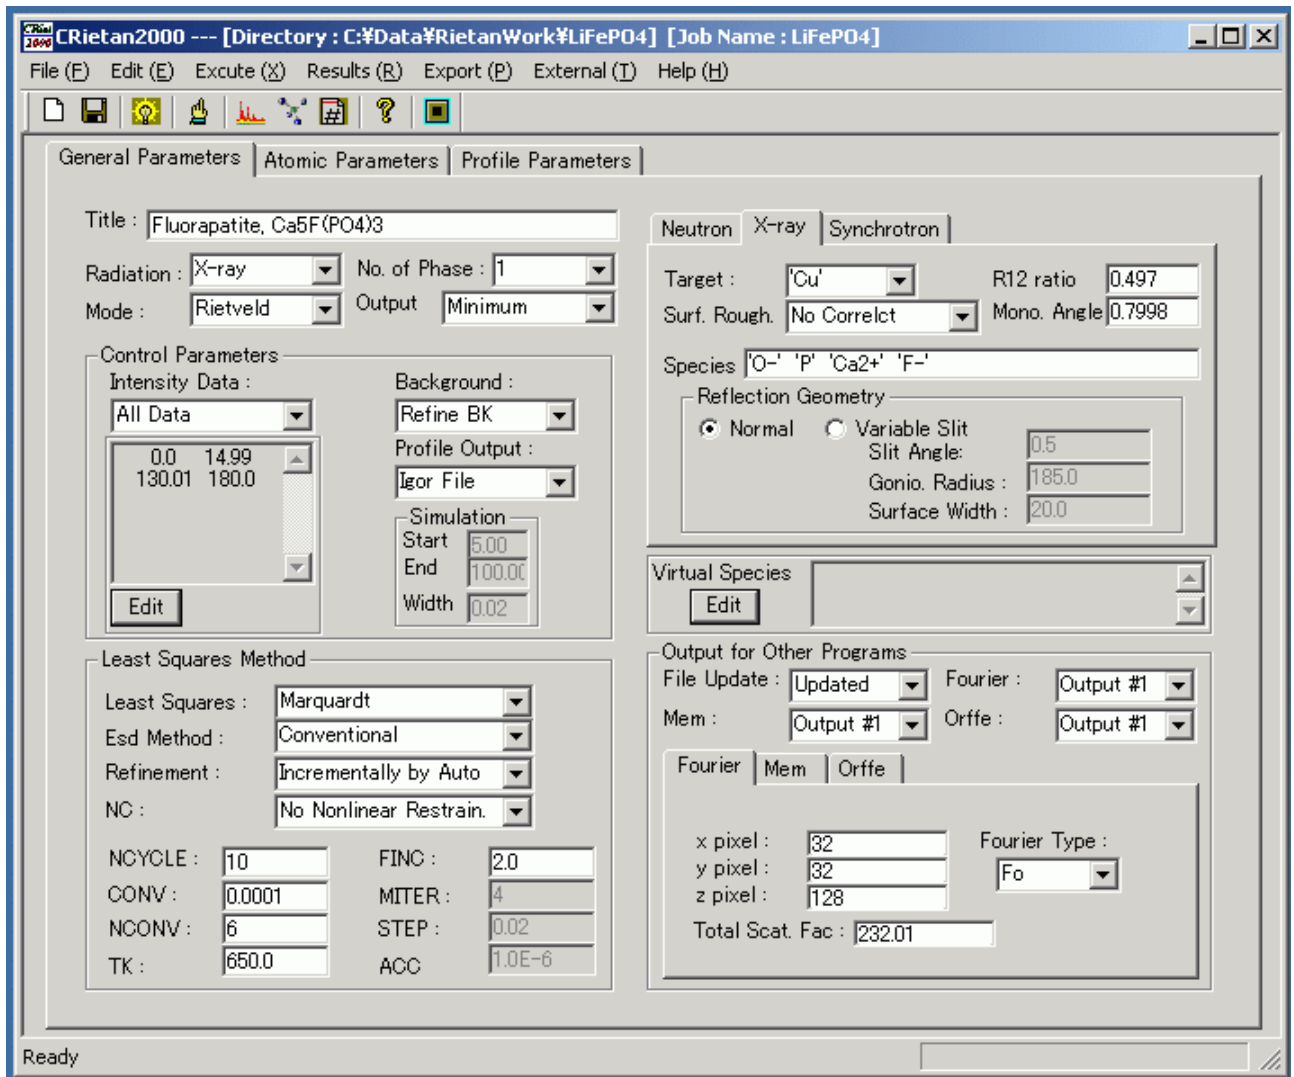 CRietan2000 --- [Directory : C:¥Data¥RietanWork¥LiFePO4] [Job Name : LiFePO4]
File (F) Edit (E) Excute (X) Results (R) Export (P) External (T) Help (H)
General Parameters Atomic Parameters Profile Parameters
Title : Fluorapatite, Ca5F(PO4)3
Radiation : X-ray No. of Phase : 1
Mode : Rietveld Output Minimum
Control Parameters
Intensity Data : Background :
All Data Refine BK
0.0 14.99
130.01 180.0
Profile Output :
Igor File
Simulation
Start 5.00
End 100.00
Width 0.02
Edit
Least Squares Method
Least Squares : Marquardt
Esd Method : Conventional
Refinement : Incrementally by Auto
NC : No Nonlinear Restrain.
NCYCLE : 10 FINC : 2.0
CONV : 0.0001 MITER : 4
NCONV : 6 STEP : 0.02
TK : 650.0 ACC 1.0E-6
Neutron X-ray Synchrotron
Target : 'Cu' R12 ratio 0.497
Surf. Rough. No Correlct Mono. Angle 0.7998
Species 'O-' 'P' 'Ca2+' 'F-'
Reflection Geometry
Normal Variable Slit
Slit Angle: 0.5
Gonio. Radius : 185.0
Surface Width : 20.0
Virtual Species
Edit
Output for Other Programs
File Update : Updated Fourier : Output #1
Mem : Output #1 Orffe : Output #1
Fourier Mem Orffe
x pixel : 32 Fourier Type :
y pixel : 32 Fo
z pixel : 128
Total Scat. Fac : 232.01
Ready